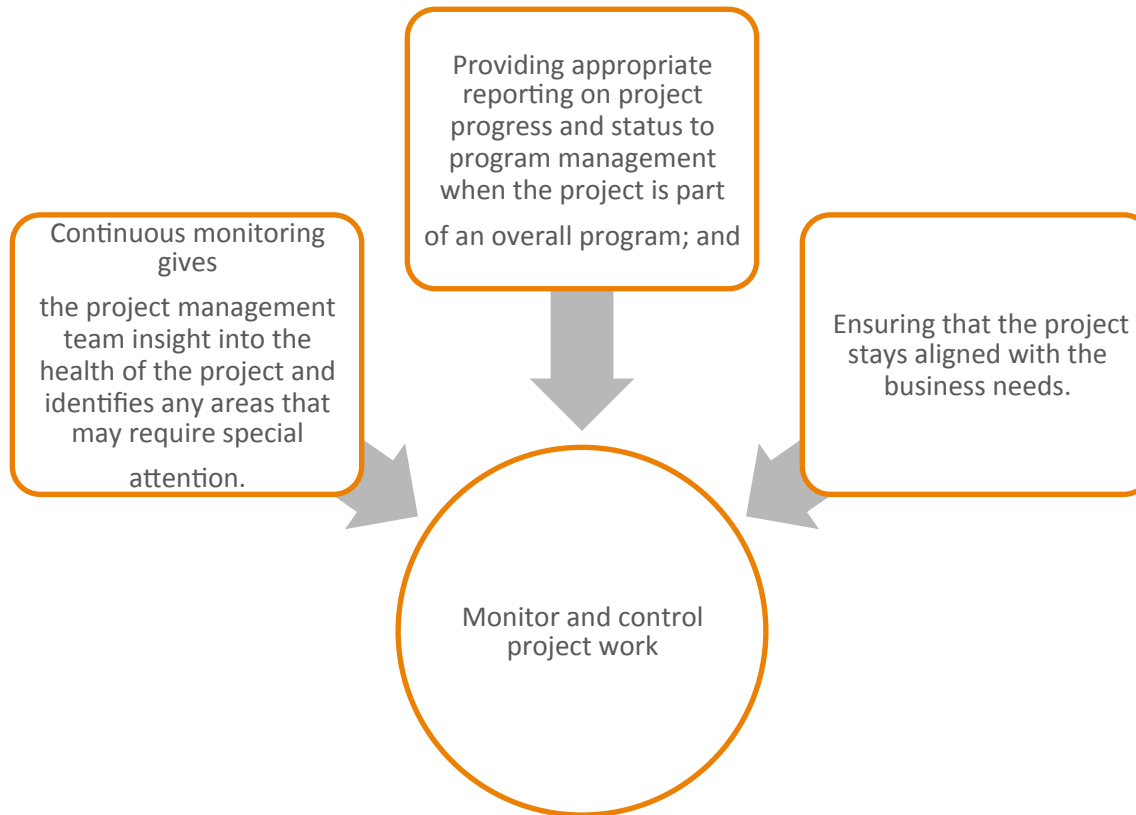 Providing appropriate
reporting on project
progress and status to
program management
when the project is part
of an overall program; and
Continuous monitoring
gives
the project management
team insight into the
health of the project and
identifies any areas that
may require special
attention.
Ensuring that the project
stays aligned with the
business needs.
Monitor and control
project work